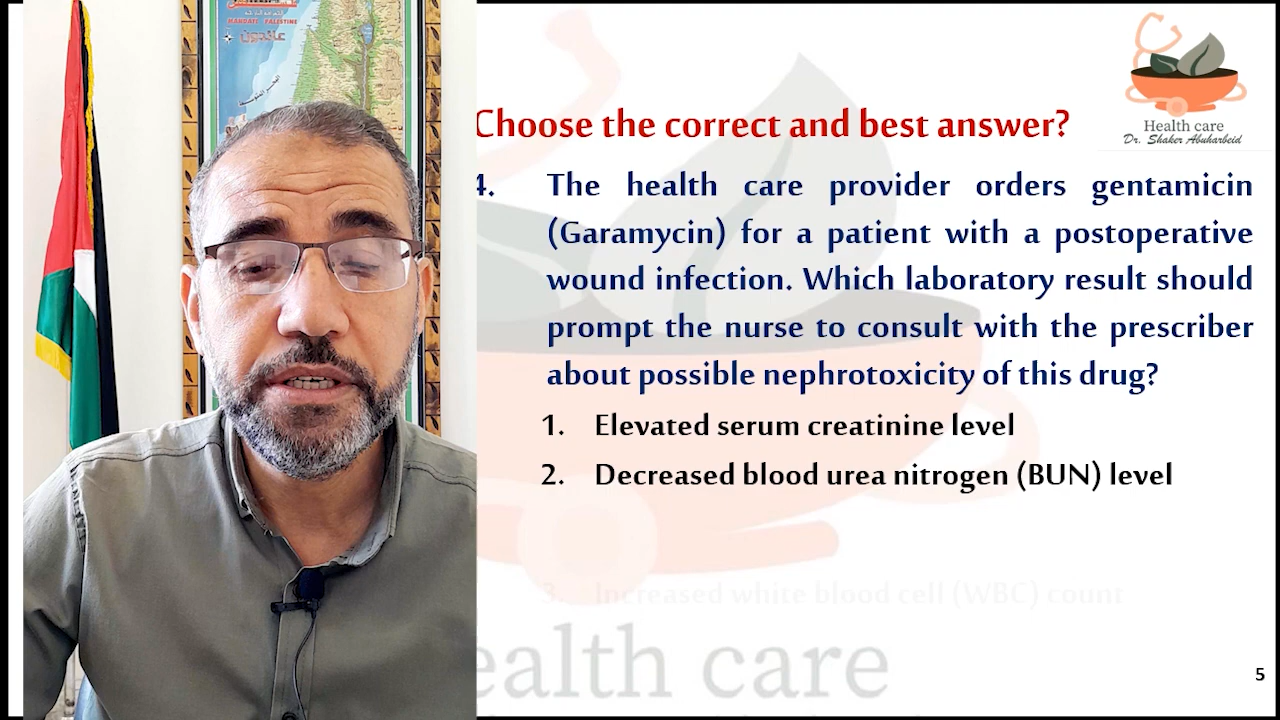 MANDATE PALESTINE
Health care
Dr. Shaker Abuharbeid
Choose the correct and best answer?
4. The health care provider orders gentamicin
(Garamycin) for a patient with a postoperative
wound infection. Which laboratory result should
prompt the nurse to consult with the prescriber
about possible nephrotoxicity of this drug?
1. Elevated serum creatinine level
2. Decreased blood urea nitrogen (BUN) level
3. Increased white blood cell (WBC) count
ealth care
5